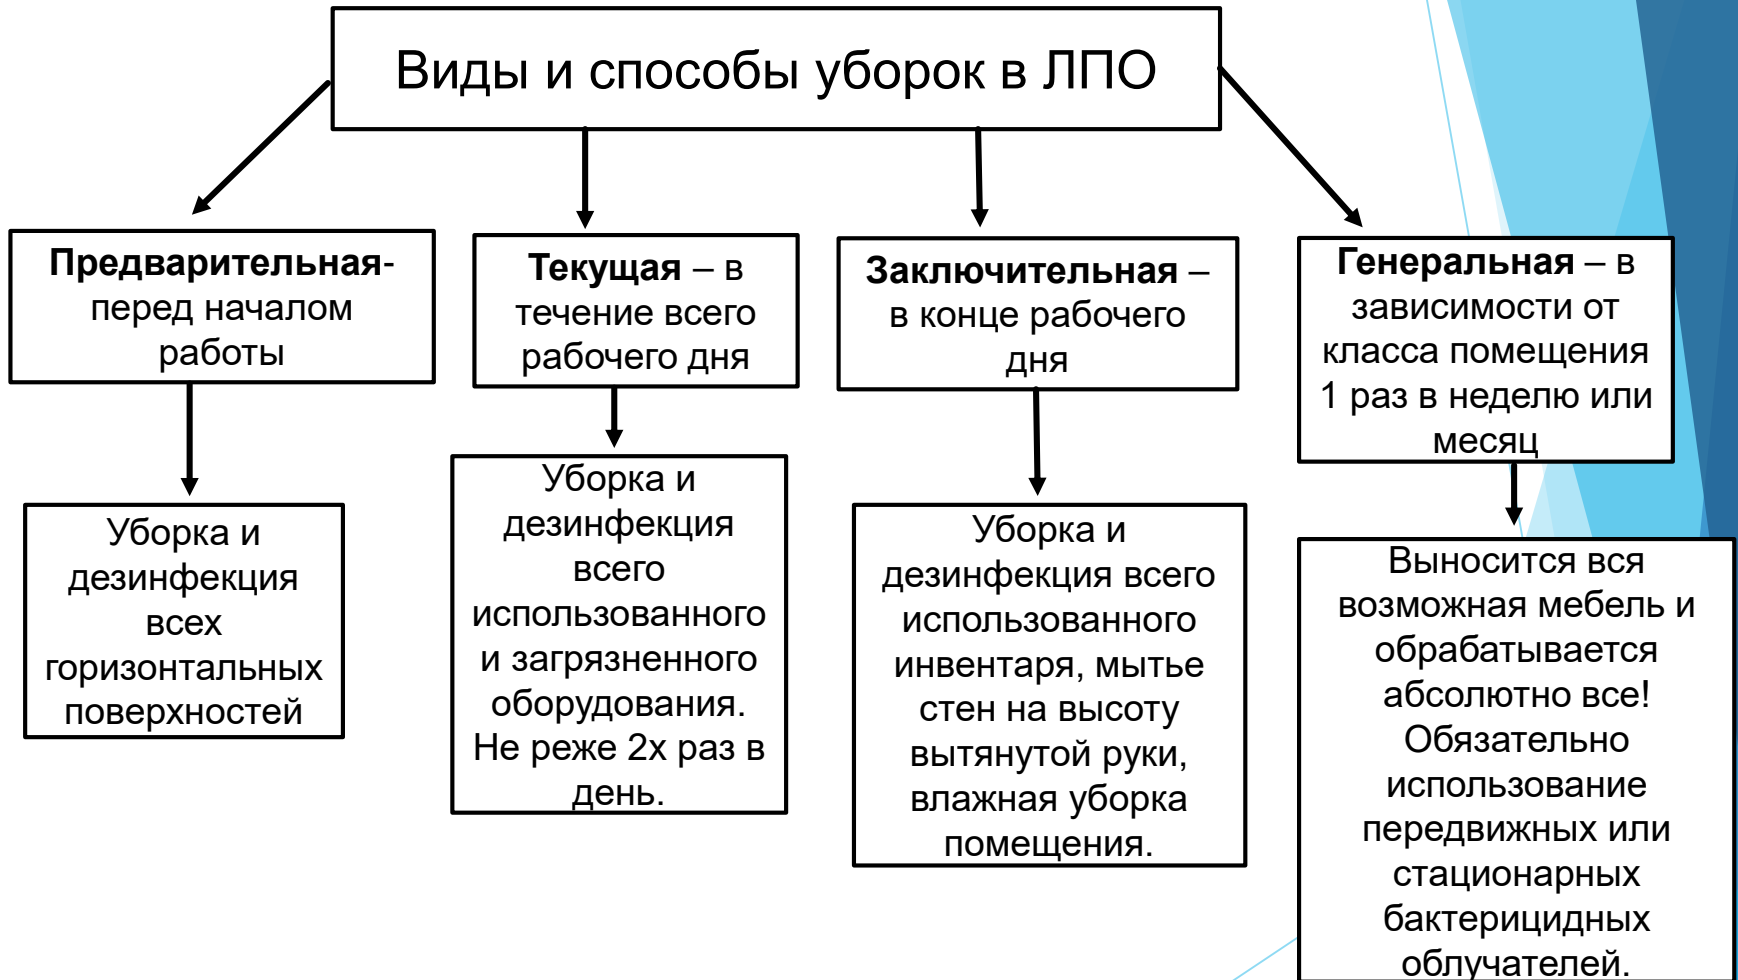 Виды и способы уборок в ЛПО
Предварительная-
перед началом
работы
Текущая – в
течение всего
рабочего дня
Заключительная –
в конце рабочего
дня
Генеральная – в
зависимости от
класса помещения
1 раз в неделю или
месяц
Уборка и
дезинфекция
всех
горизонтальных
поверхностей
Уборка и
дезинфекция
всего
использованного
и загрязненного
оборудования.
Не реже 2х раз в
день.
Уборка и
дезинфекция всего
использованного
инвентаря, мытье
стен на высоту
вытянутой руки,
влажная уборка
помещения.
Выносится вся
возможная мебель и
обрабатывается
абсолютно все!
Обязательно
использование
передвижных или
стационарных
бактерицидных
облучателей.